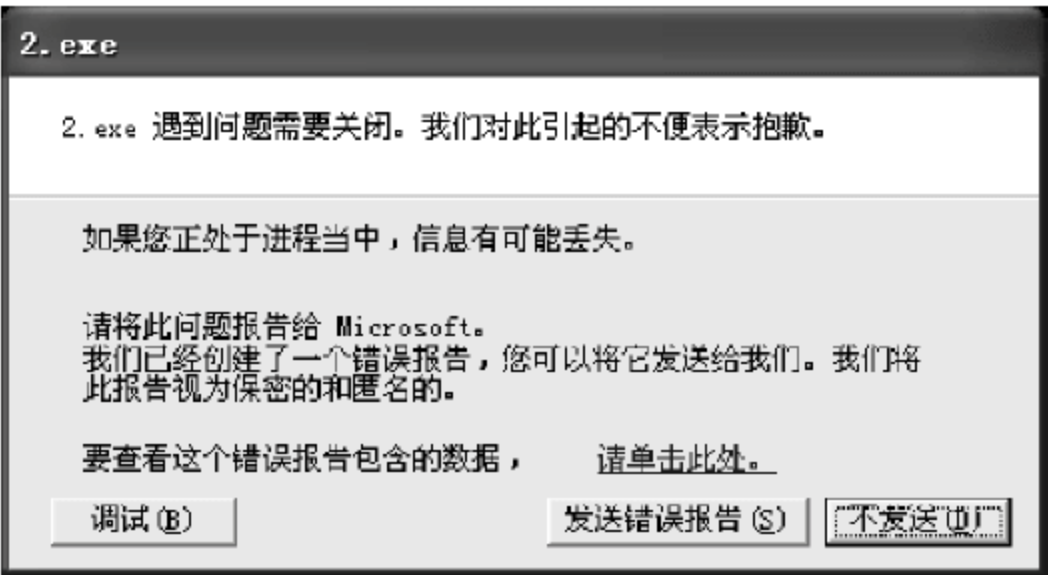 2.exe
2.exe 遇到问题需要关闭。我们对此引起的不便表示抱歉。
如果您正处于进程当中，信息有可能丢失。
请将此问题报告给 Microsoft。
我们已经创建了一个错误报告，您可以将它发送给我们。我们将
此报告视为保密的和匿名的。
要查看这个错误报告包含的数据， 请单击此处。
调试(B) 发送错误报告(S) 不发送(D)